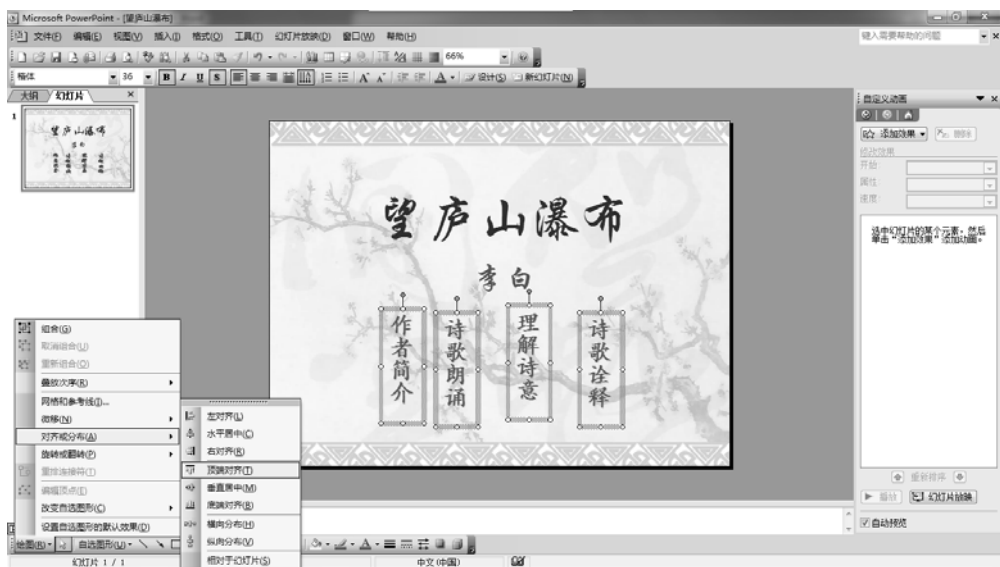 Microsoft PowerPoint - [望庐山瀑布]
文件(F) 编辑(E) 视图(V) 插入(I) 格式(O) 工具(T) 幻灯片放映(D) 窗口(W) 帮助(H)
键入需要帮助的问题
66%
楷体 36 B I U S 设计(S) 新幻灯片(N)
大纲 幻灯片
1
望庐山瀑布
李白
作者简介
诗歌朗诵
理解诗意
诗歌诠释
自定义动画
添加效果 删除
修改效果
开始:
属性:
速度:
选中幻灯片的某个元素,然后
单击“添加效果”添加动画。
重新排序
播放 幻灯片放映
自动预览
组合(G)
取消组合(U)
重新组合(O)
叠放次序(R)
网格和参考线(I)...
微移(N)
对齐或分布(A)
旋转或翻转(P)
重排连接符(T)
编辑顶点(E)
改变自选图形(C)
设置自选图形的默认效果(D)
左对齐(L)
水平居中(C)
右对齐(R)
顶端对齐(T)
垂直居中(M)
底端对齐(B)
横向分布(H)
纵向分布(V)
相对于幻灯片(S)
绘图(R) 自选图形(U)
幻灯片 1 / 1
中文(中国)